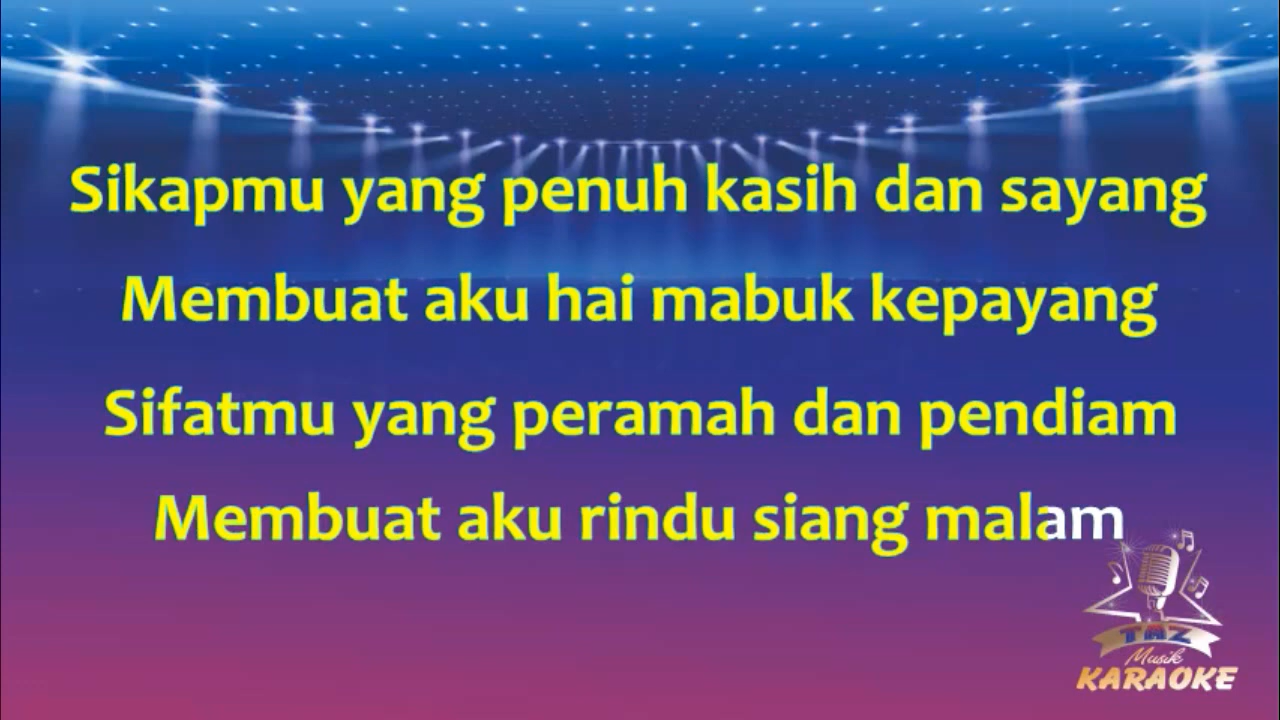 Sikapmu yang penuh kasih dan sayang
Membuat aku hai mabuk kepayang
Sifatmu yang peramah dan pendiam
Membuat aku rindu siang malam
TMZ
Musik
KARAOKE